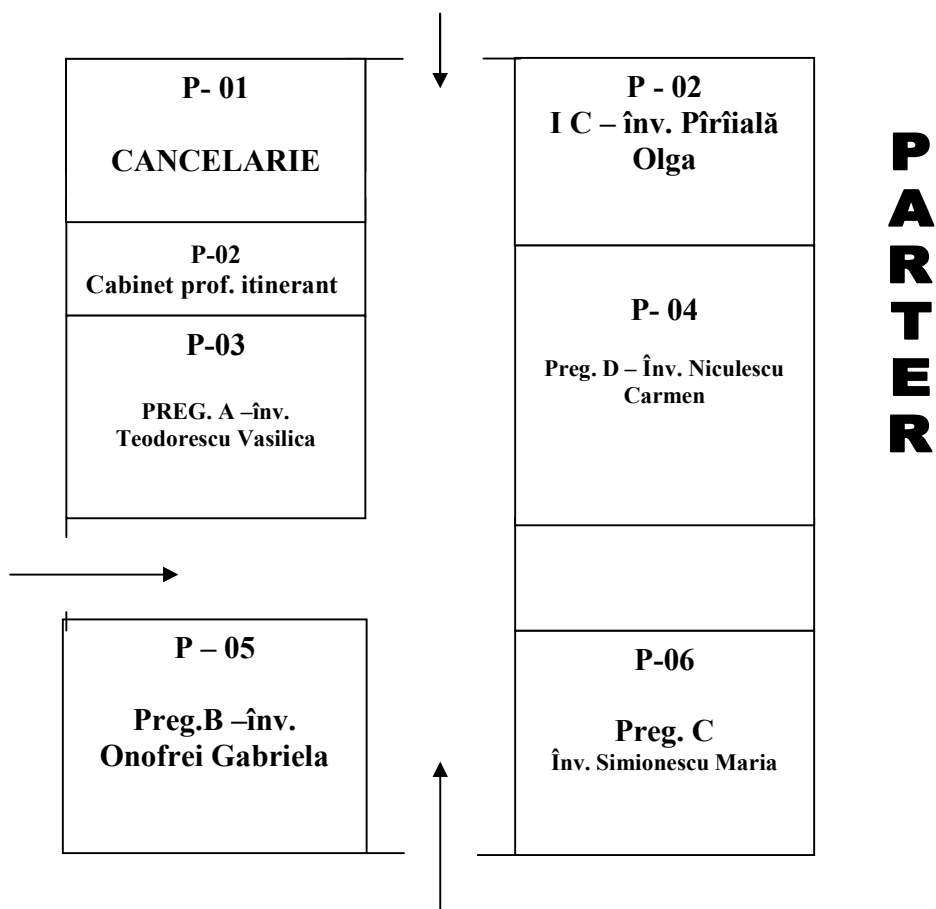 P- 01
CANCELARIE
P-02
Cabinet prof. itinerant
P-03
PREG. A –înv.
Teodorescu Vasilica
P – 05
Preg.B –înv.
Onofrei Gabriela
P - 02
I C – înv. Pîrîială
Olga
P- 04
Preg. D – Înv. Niculescu
Carmen
P-06
Preg. C
Înv. Simionescu Maria
PARTER